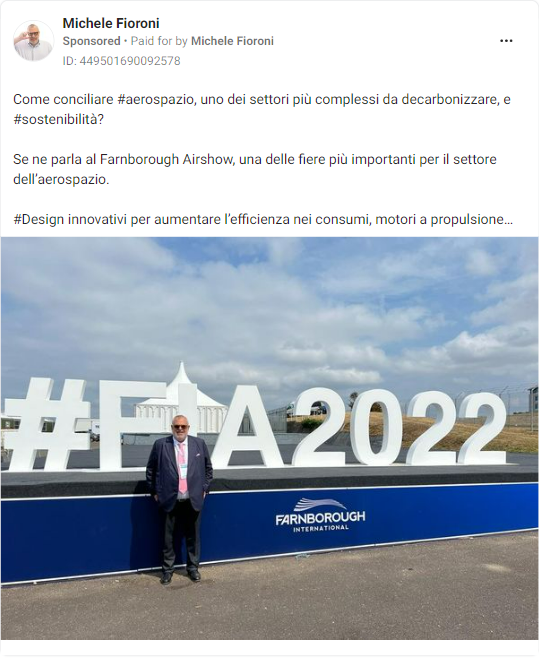 Michele Fioroni
Sponsored • Paid for by Michele Fioroni
ID: 449501690092578
Come conciliare #aerospazio, uno dei settori più complessi da decarbonizzare, e
#sostenibilità?
Se ne parla al Farnborough Airshow, una delle fiere più importanti per il settore
dell'aerospazio.
#Design innovativi per aumentare l'efficienza nei consumi, motori a propulsione...
#FIA2022
FARNBOROUGH
INTERNATIONAL